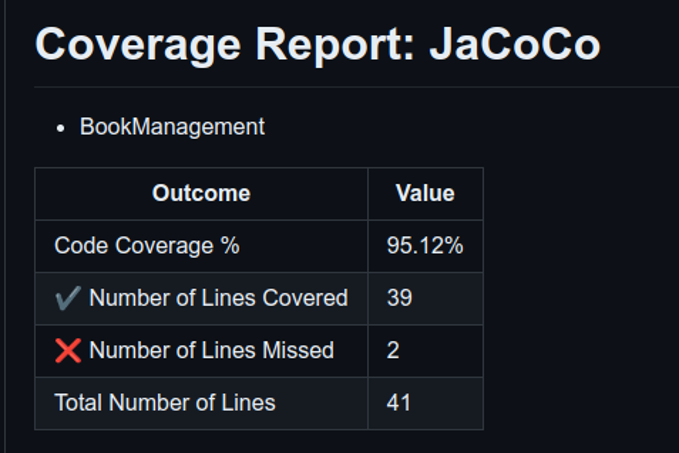 Coverage Report: JaCoCo
• BookManagement
Outcome Value
Code Coverage % 95.12%
✔️ Number of Lines Covered 39
❌ Number of Lines Missed 2
Total Number of Lines 41